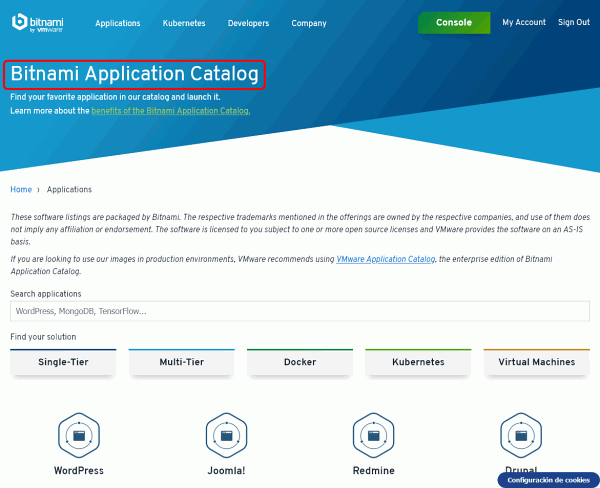 bitnami
by vmware
Applications Kubernetes Developers Company Console My Account Sign Out
Bitnami Application Catalog
Find your favorite application in our catalog and launch it.
Learn more about the benefits of the Bitnami Application Catalog.
Home › Applications
These software listings are packaged by Bitnami. The respective trademarks mentioned in the offerings are owned by the respective companies, and use of them does
not imply any affiliation or endorsement. The software is licensed to you subject to one or more open source licenses and VMware provides the software on an AS-IS
basis.
If you are looking to use our images in production environments, VMware recommends using VMware Application Catalog, the enterprise edition of Bitnami
Application Catalog.
Search applications
WordPress, MongoDB, TensorFlow...
Find your solution
Single-Tier Multi-Tier Docker Kubernetes Virtual Machines
WordPress Joomla! Redmine Drupal
Configuración de cookies